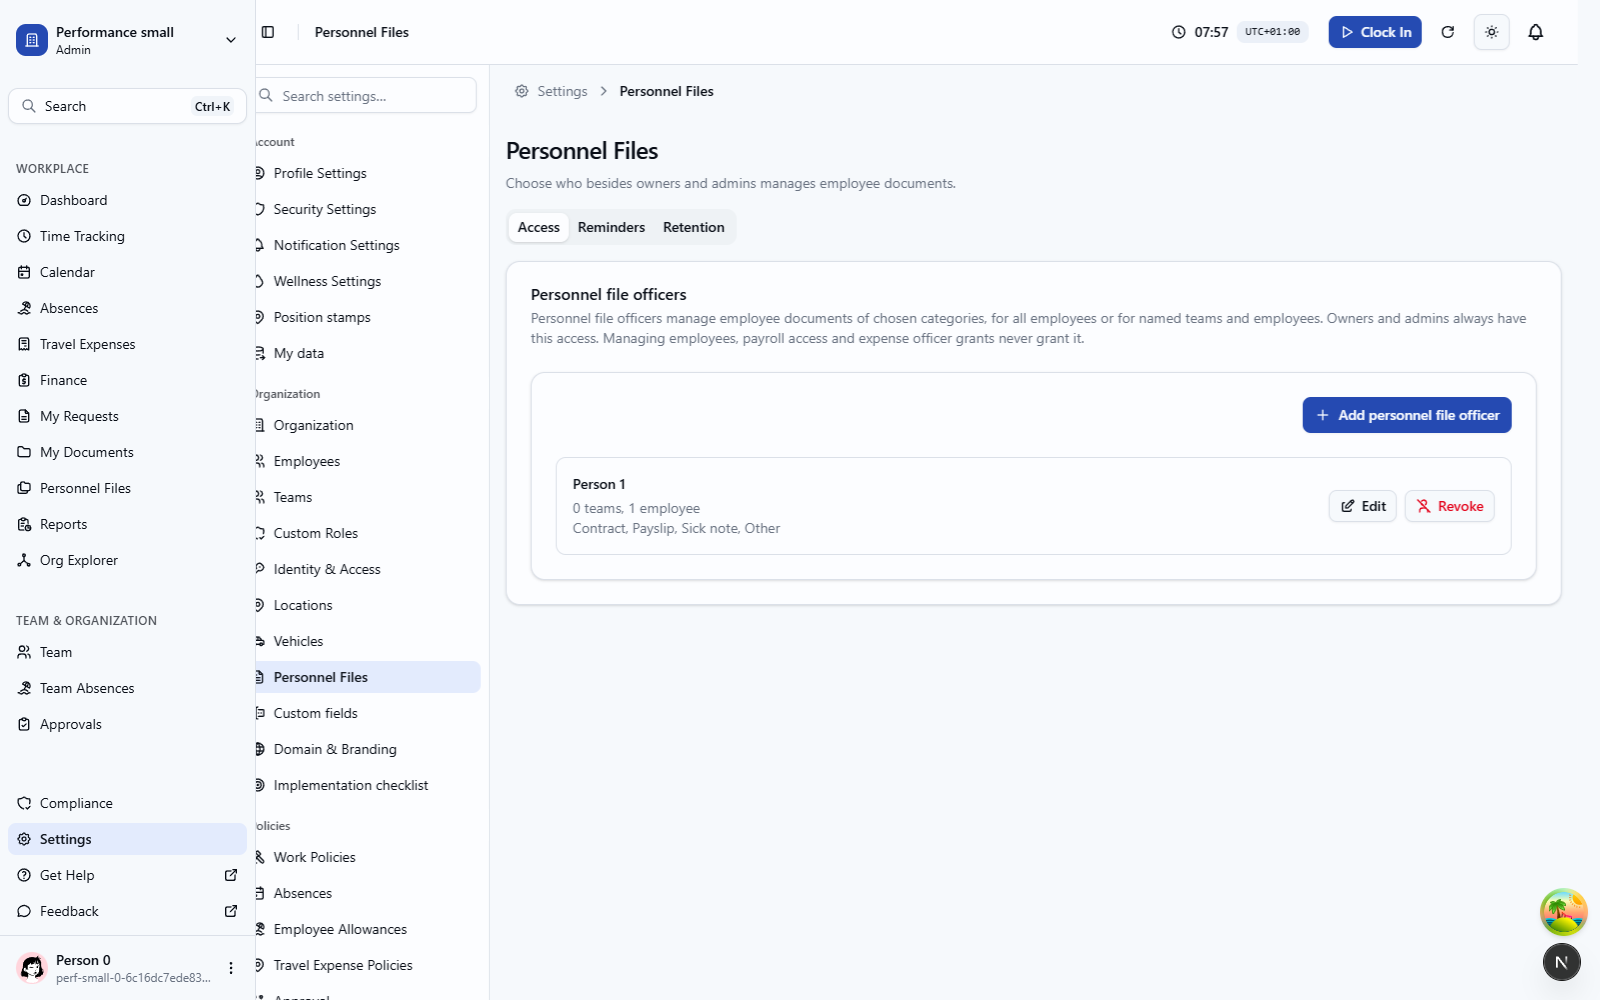 Performance small
Admin
Search
Ctrl+K
WORKPLACE
Dashboard
Time Tracking
Calendar
Absences
Travel Expenses
Finance
My Requests
My Documents
Personnel Files
Reports
Org Explorer
TEAM & ORGANIZATION
Team
Team Absences
Approvals
Compliance
Settings
Get Help
Feedback
Person 0
perf-small-0-6c16dc7ede83...
Personnel Files
07:57
UTC+01:00
Clock In
Search settings...
Account
Profile Settings
Security Settings
Notification Settings
Wellness Settings
Position stamps
My data
Organization
Organization
Employees
Teams
Custom Roles
Identity & Access
Locations
Vehicles
Personnel Files
Custom fields
Domain & Branding
Implementation checklist
Policies
Work Policies
Absences
Employee Allowances
Travel Expense Policies
Approval
Settings
Personnel Files
Personnel Files
Choose who besides owners and admins manages employee documents.
Access
Reminders
Retention
Personnel file officers
Personnel file officers manage employee documents of chosen categories, for all employees or for named teams and employees. Owners and admins always have
this access. Managing employees, payroll access and expense officer grants never grant it.
Add personnel file officer
Person 1
0 teams, 1 employee
Contract, Payslip, Sick note, Other
Edit
Revoke
N